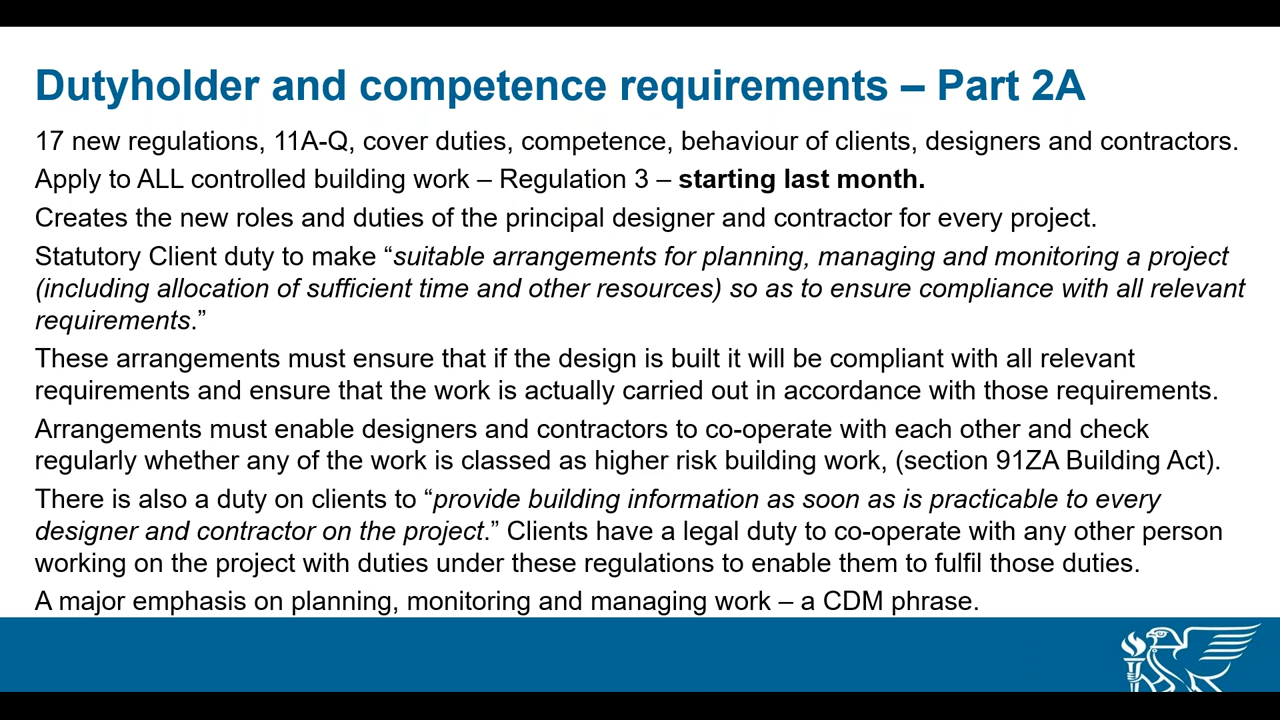 Dutyholder and competence requirements – Part 2A
17 new regulations, 11A-Q, cover duties, competence, behaviour of clients, designers and contractors.
Apply to ALL controlled building work – Regulation 3 – starting last month.
Creates the new roles and duties of the principal designer and contractor for every project.
Statutory Client duty to make “suitable arrangements for planning, managing and monitoring a project
(including allocation of sufficient time and other resources) so as to ensure compliance with all relevant
requirements.”
These arrangements must ensure that if the design is built it will be compliant with all relevant
requirements and ensure that the work is actually carried out in accordance with those requirements.
Arrangements must enable designers and contractors to co-operate with each other and check
regularly whether any of the work is classed as higher risk building work, (section 91ZA Building Act).
There is also a duty on clients to “provide building information as soon as is practicable to every
designer and contractor on the project.” Clients have a legal duty to co-operate with any other person
working on the project with duties under these regulations to enable them to fulfil those duties.
A major emphasis on planning, monitoring and managing work – a CDM phrase.